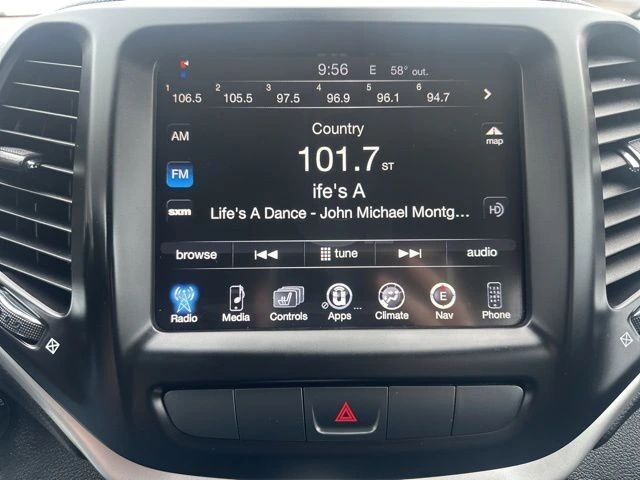 9:56 E 58° out.
1 106.5 2 105.5 3 97.5 4 96.9 5 96.1 6 94.7
AM
Country
map
FM
101.7 ST
ife's A
sxm
Life's A Dance - John Michael Montg...
HD
browse tune audio
Radio Media Controls Apps ... Climate E Nav Phone